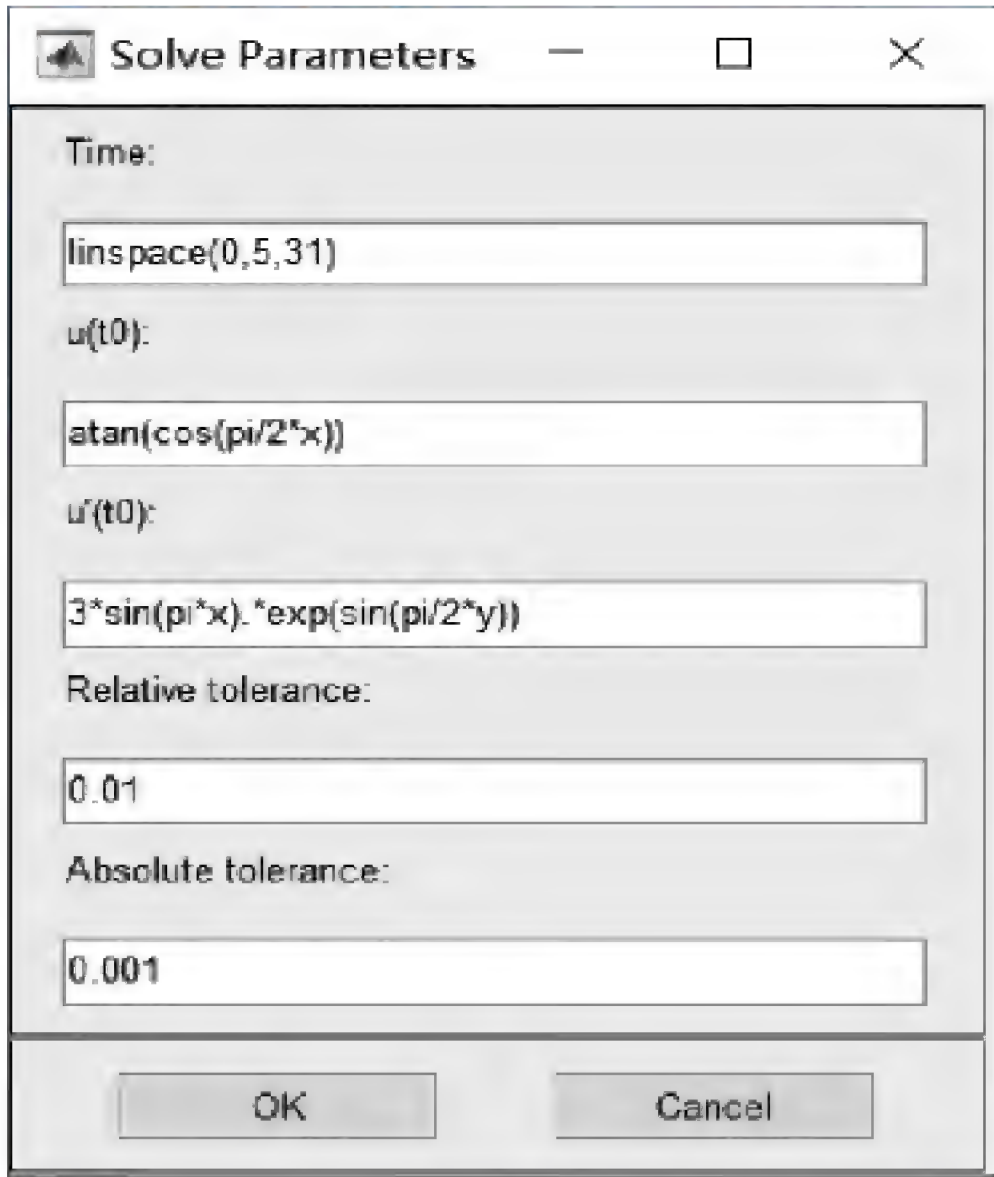 Solve Parameters
Time:
linspace(0,5,31)
u(t0):
atan(cos(pi/2*x))
u'(t0):
3*sin(pi*x).*exp(sin(pi/2*y))
Relative tolerance:
0.01
Absolute tolerance:
0.001
OK
Cancel